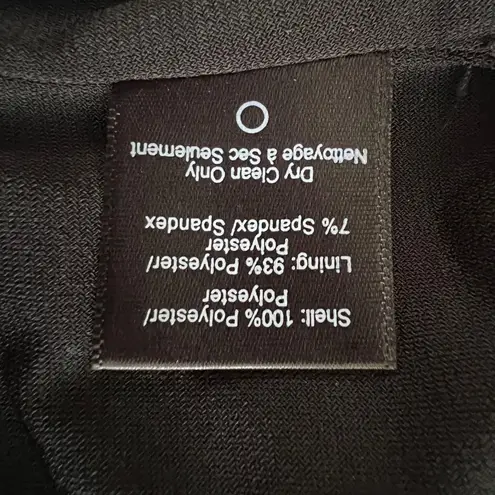 Shell: 100% Polyester/
Polyester
Lining: 93% Polyester/
Polyester
7% Spandex/ Spandex
Dry Clean Only
Nettoyage à Sec Seulement